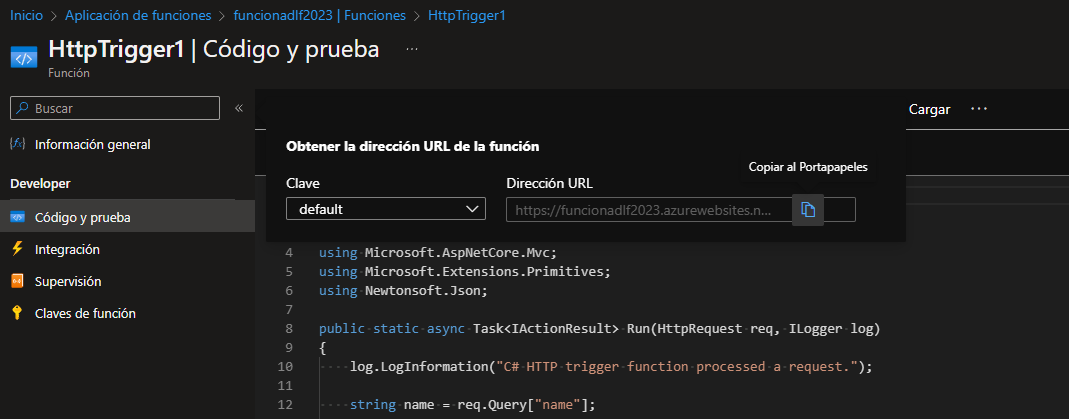 Inicio > Aplicación de funciones > funcionadlf2023 | Funciones > HttpTrigger1
HttpTrigger1 | Código y prueba ...
Función
Buscar «
Cargar ...
Información general
Obtener la dirección URL de la función
Copiar al Portapapeles
Developer
Clave
Dirección URL
default
https://funcionadlf2023.azurewebsites.n...
Código y prueba
Integración
Supervisión
Claves de función
4 using Microsoft.AspNetCore.Mvc;
5 using Microsoft.Extensions.Primitives;
6 using Newtonsoft.Json;
7
8 public static async Task<IActionResult> Run(HttpRequest req, ILogger log)
9 {
10 log.LogInformation("C# HTTP trigger function processed a request.");
11
12 string name = req.Query["name"];